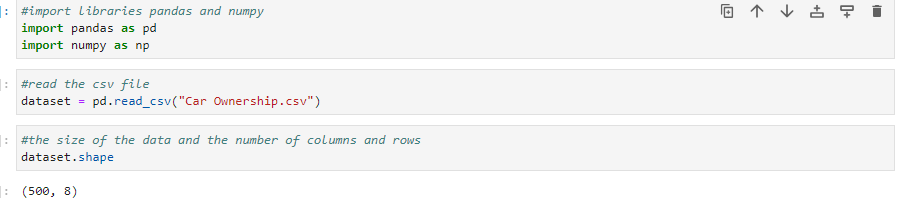 #import libraries pandas and numpy
import pandas as pd
import numpy as np
#read the csv file
dataset = pd.read_csv("Car Ownership.csv")
#the size of the data and the number of columns and rows
dataset.shape
(500, 8)